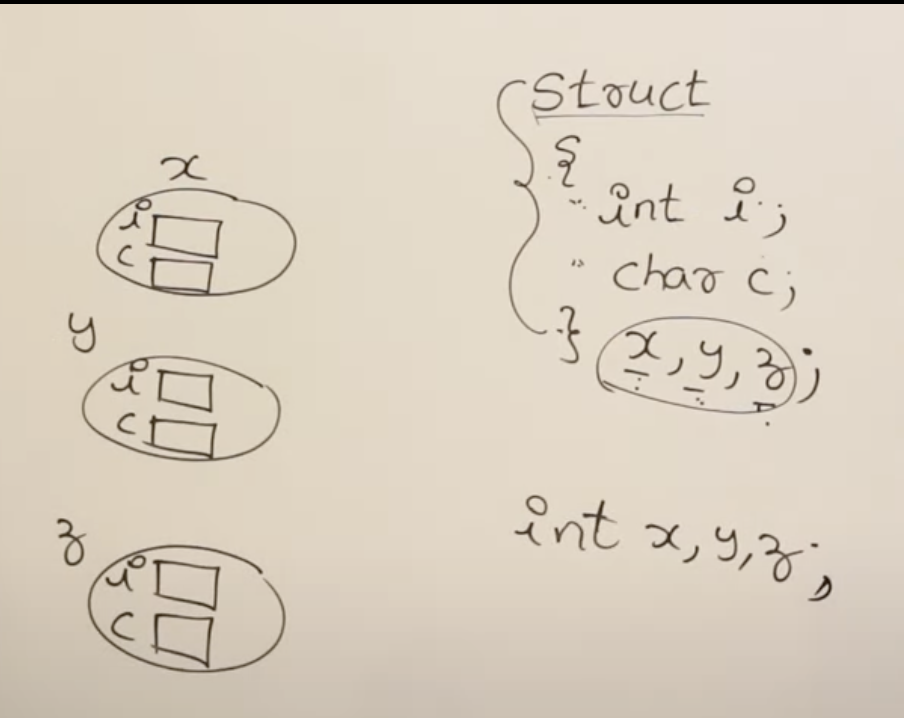 x
i
c
y
i
c
z
i
c
Struct
{
int i;
char c;
} x, y, z;
int x, y, z;